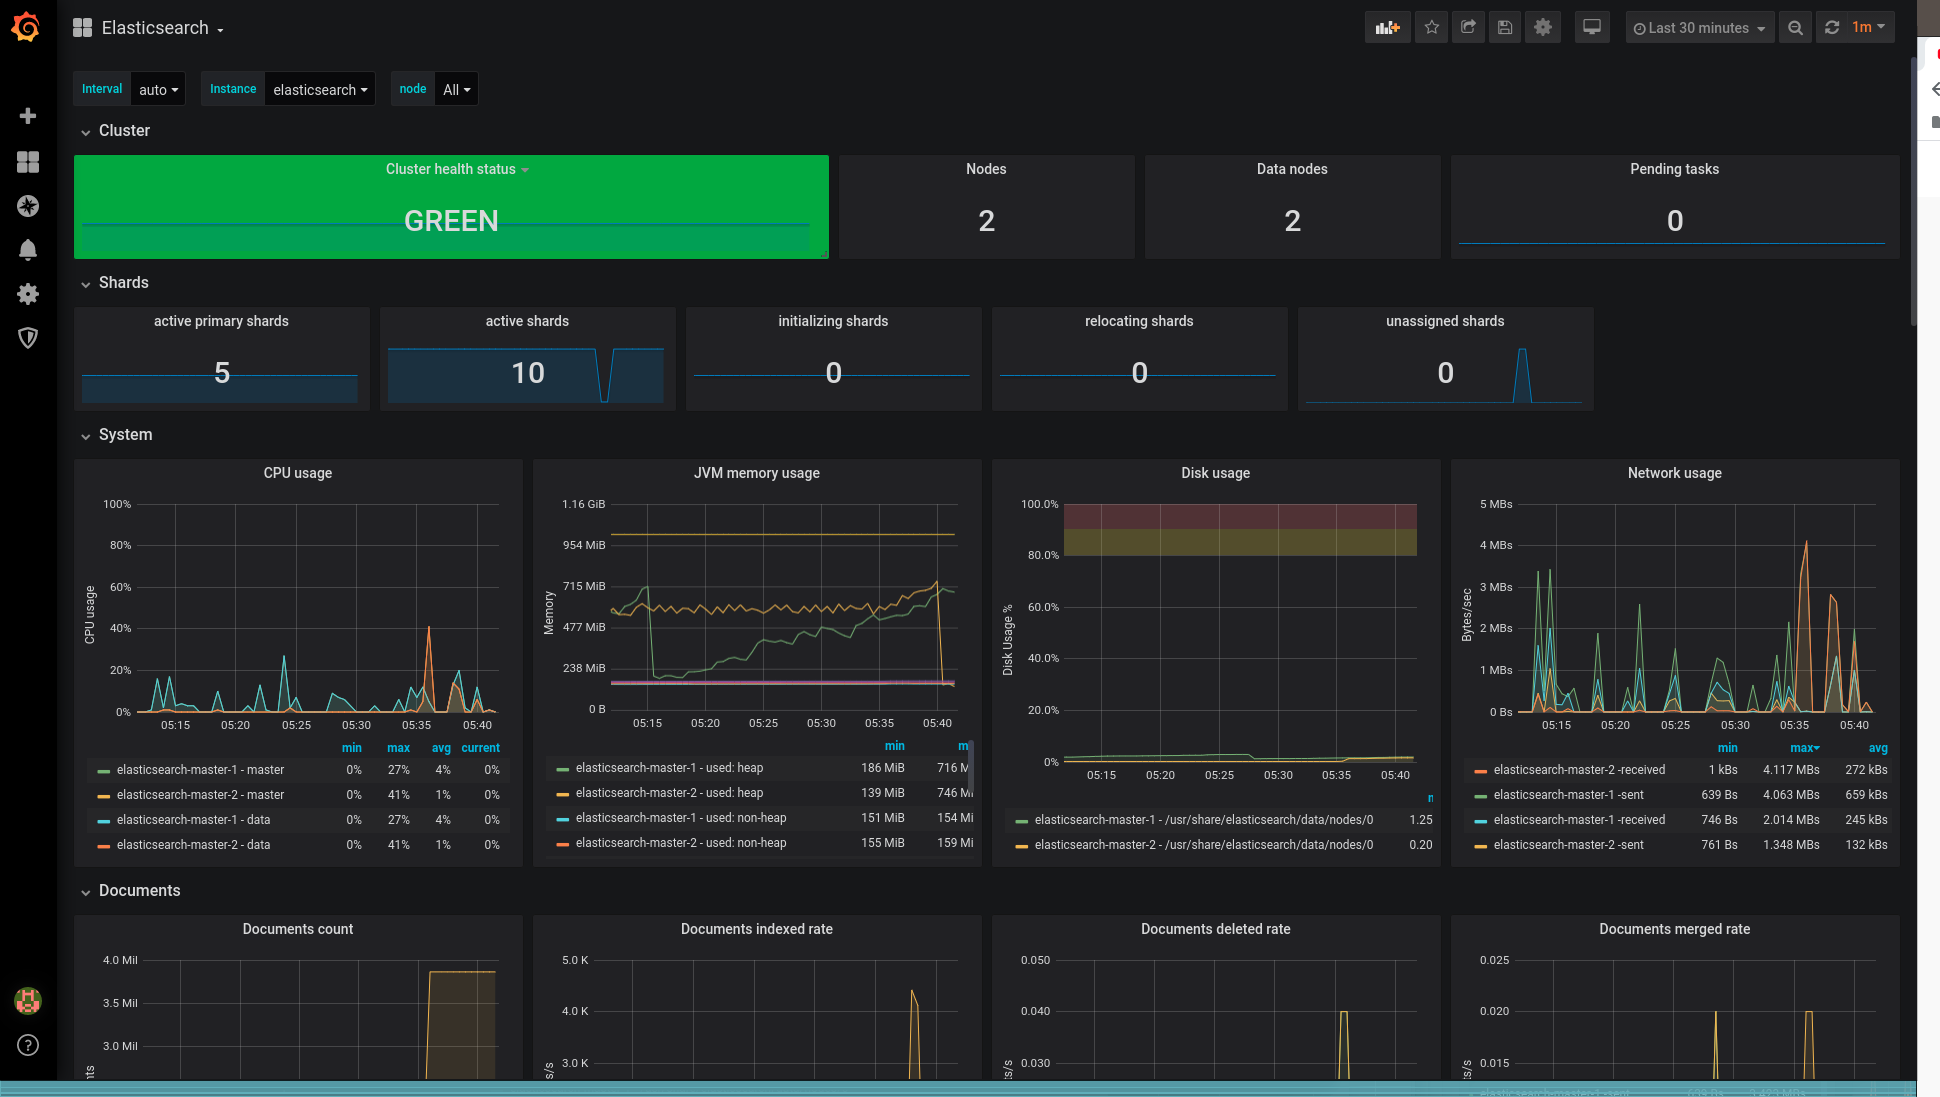 Elasticsearch
Last 30 minutes
1m
Interval auto Instance elasticsearch node All
Cluster
Cluster health status
GREEN
Nodes
2
Data nodes
2
Pending tasks
0
Shards
active primary shards
5
active shards
10
initializing shards
0
relocating shards
0
unassigned shards
0
System
CPU usage
100%
80%
60%
40%
20%
0%
CPU usage
05:15 05:20 05:25 05:30 05:35 05:40
min max avg current
elasticsearch-master-1 - master 0% 27% 4% 0%
elasticsearch-master-2 - master 0% 41% 1% 0%
elasticsearch-master-1 - data 0% 27% 4% 0%
elasticsearch-master-2 - data 0% 41% 1% 0%
JVM memory usage
1.16 GiB
954 MiB
715 MiB
477 MiB
238 MiB
0 B
Memory
05:15 05:20 05:25 05:30 05:35 05:40
min m
elasticsearch-master-1 - used: heap 186 MiB 716 M
elasticsearch-master-2 - used: heap 139 MiB 746 Mi
elasticsearch-master-1 - used: non-heap 151 MiB 154 Mi
elasticsearch-master-2 - used: non-heap 155 MiB 159 Mi
Disk usage
100.0%
80.0%
60.0%
40.0%
20.0%
0%
Disk Usage %
05:15 05:20 05:25 05:30 05:35 05:40
elasticsearch-master-1 - /usr/share/elasticsearch/data/nodes/0 1.25
elasticsearch-master-2 - /usr/share/elasticsearch/data/nodes/0 0.20
Network usage
5 MBs
4 MBs
3 MBs
2 MBs
1 MBs
0 Bs
Bytes/sec
05:15 05:20 05:25 05:30 05:35 05:40
min max avg
elasticsearch-master-2 -received 1 kBs 4.117 MBs 272 kBs
elasticsearch-master-1 -sent 639 Bs 4.063 MBs 659 kBs
elasticsearch-master-1 -received 746 Bs 2.014 MBs 245 kBs
elasticsearch-master-2 -sent 761 Bs 1.348 MBs 132 kBs
Documents
Documents count
4.0 Mil
3.5 Mil
3.0 Mil
nts
Documents indexed rate
5.0 K
4.0 K
3.0 K
s/s
Documents deleted rate
0.050
0.040
0.030
ts/s
Documents merged rate
0.025
0.020
0.015
ts/s